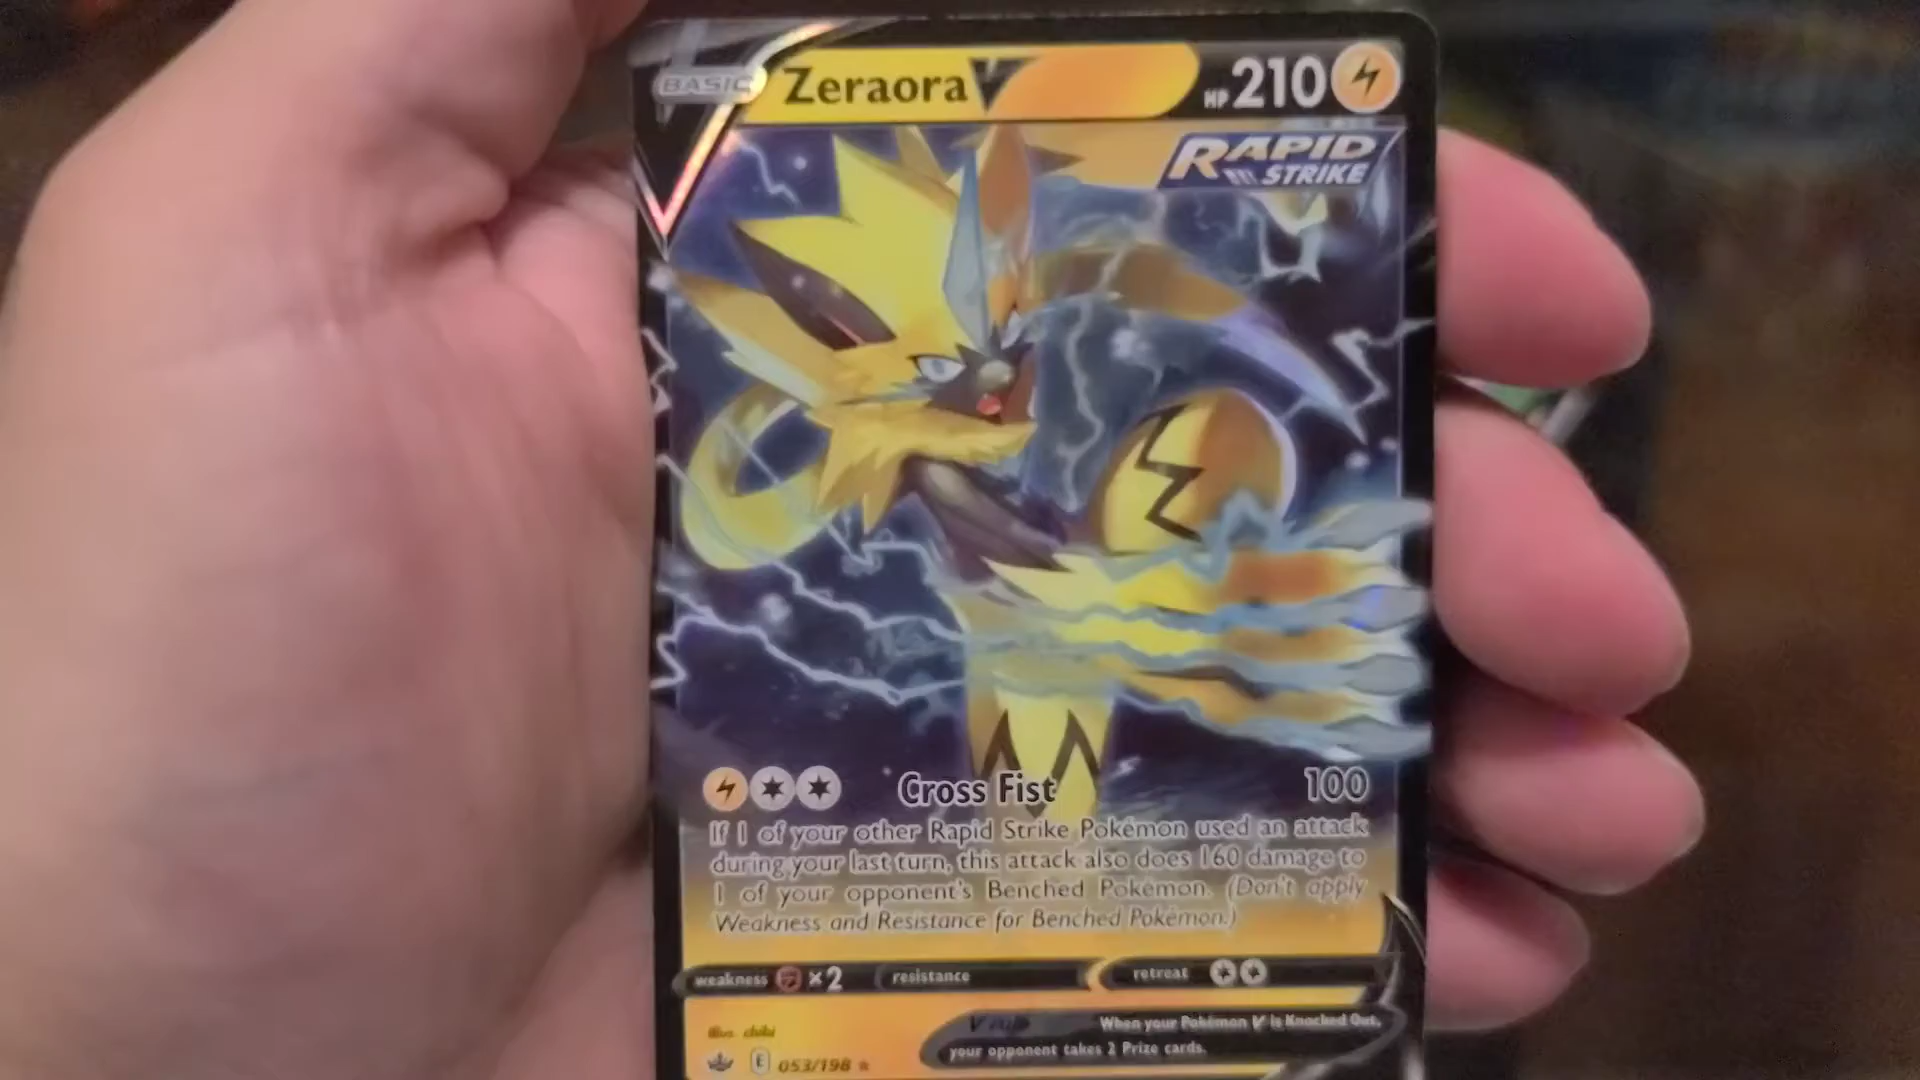 BASIC Zeraora V HP 210
RAPID
STRIKE
Cross Fist 100
If 1 of your other Rapid Strike Pokémon used an attack
during your last turn, this attack also does 160 damage to
1 of your opponent's Benched Pokémon. (Don't apply
Weakness and Resistance for Benched Pokémon.)
weakness ×2 resistance retreat
Illus. chibi
V rule When your Pokémon V is Knocked Out,
your opponent takes 2 Prize cards.
E 053/198 ★